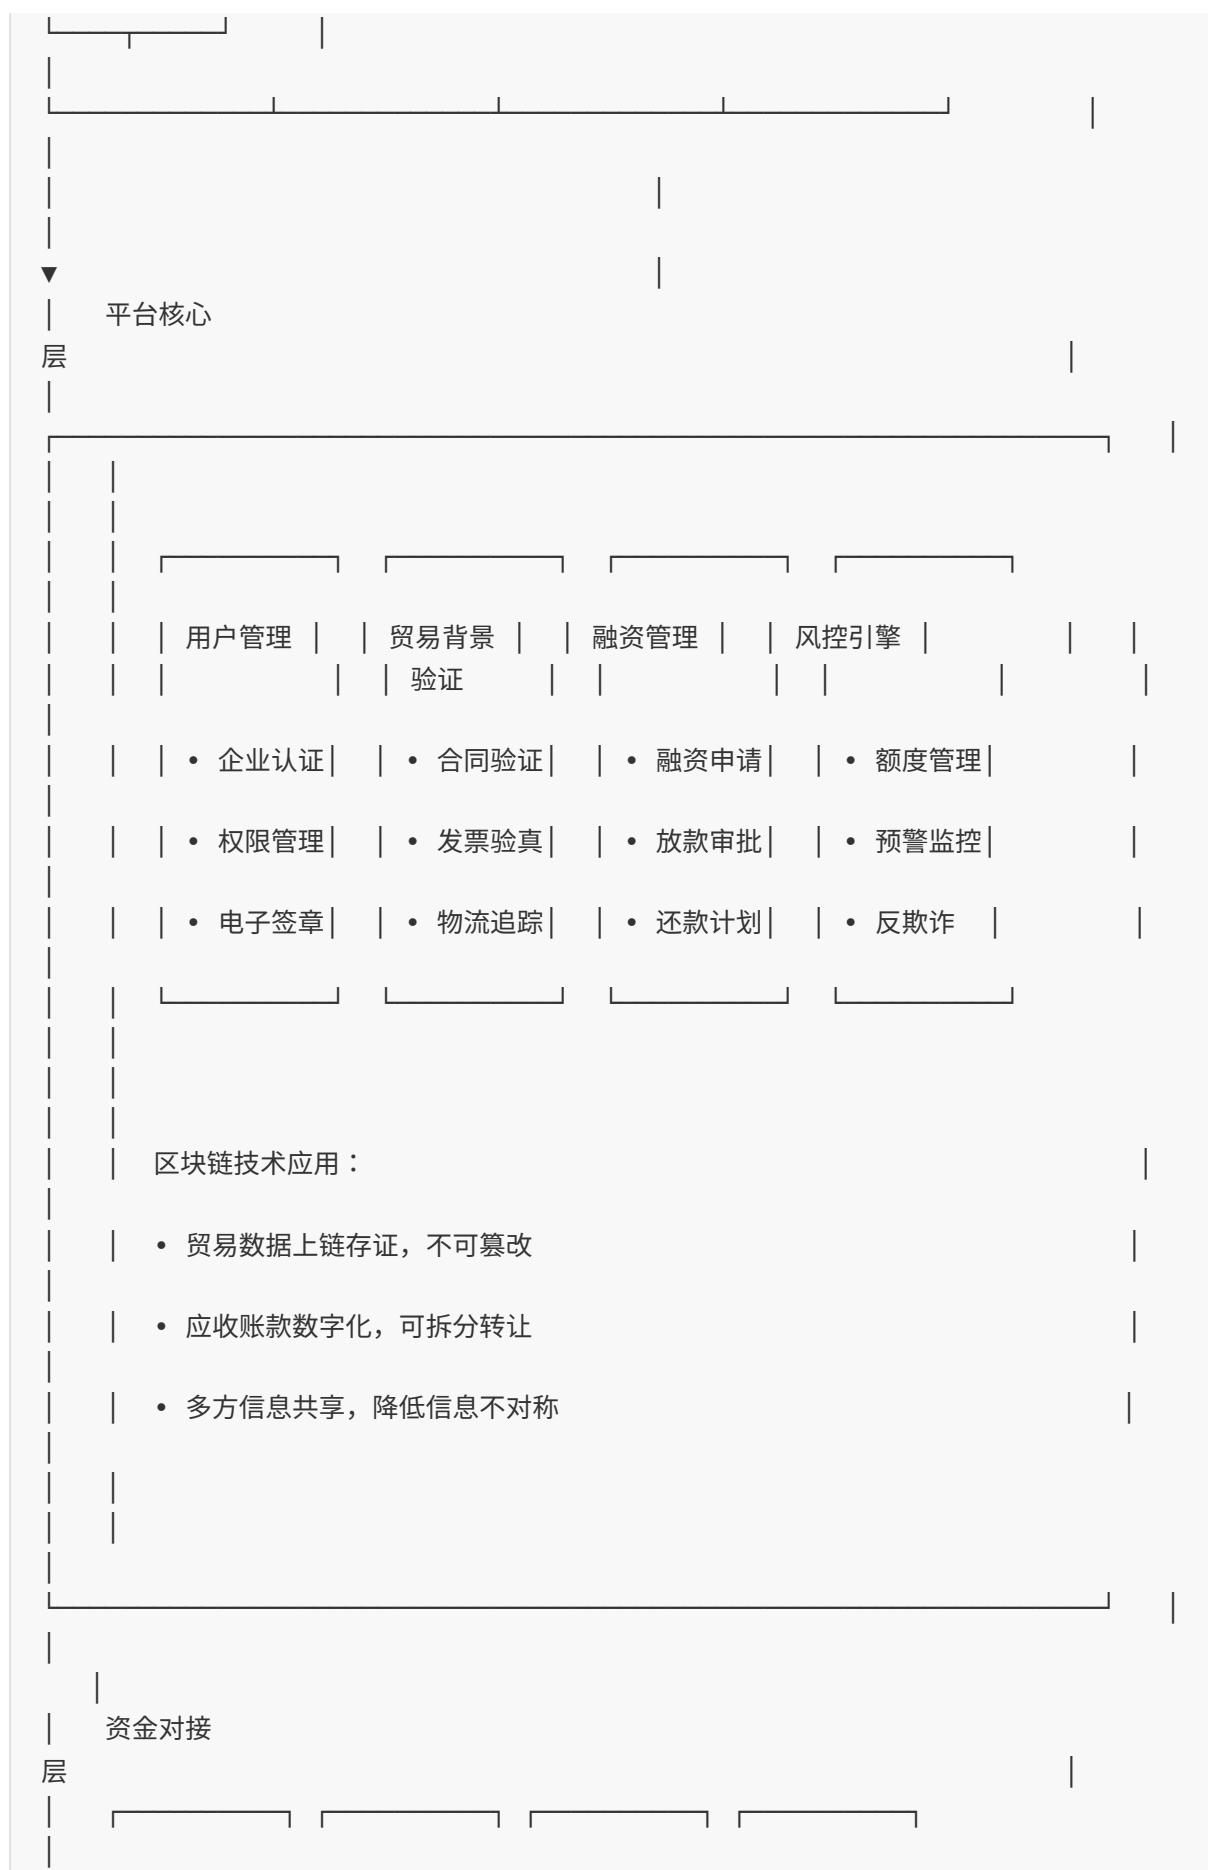 └────┬─────┘ │
│
└────────────┴────────────┴────────────┴────────────┘ │
│
│ │
│
▼ │
│ 平台核心
层 │
│
┌──────────────────────────────────────────────────────────┐ │
│ │
│ │
│ │ ┌─────────┐ ┌─────────┐ ┌─────────┐ ┌─────────┐
│ │
│ │ │ 用户管理 │ │ 贸易背景 │ │ 融资管理 │ │ 风控引擎 │ │ │
│ │ │ │ │ 验证 │ │ │ │ │ │
│
│ │ │ • 企业认证│ │ • 合同验证│ │ • 融资申请│ │ • 额度管理│ │
│
│ │ │ • 权限管理│ │ • 发票验真│ │ • 放款审批│ │ • 预警监控│ │
│
│ │ │ • 电子签章│ │ • 物流追踪│ │ • 还款计划│ │ • 反欺诈 │ │
│
│ │ └─────────┘ └─────────┘ └─────────┘ └─────────┘
│ │
│ │
│ │
│ │ 区块链技术应用： │
│
│ │ • 贸易数据上链存证，不可篡改 │
│
│ │ • 应收账款数字化，可拆分转让 │
│
│ │ • 多方信息共享，降低信息不对称 │
│
│ │
│ │
│
└──────────────────────────────────────────────────────────┘ │
│
│
│ 资金对接
层 │
│ ┌─────────┐ ┌─────────┐ ┌─────────┐ ┌─────────┐
│